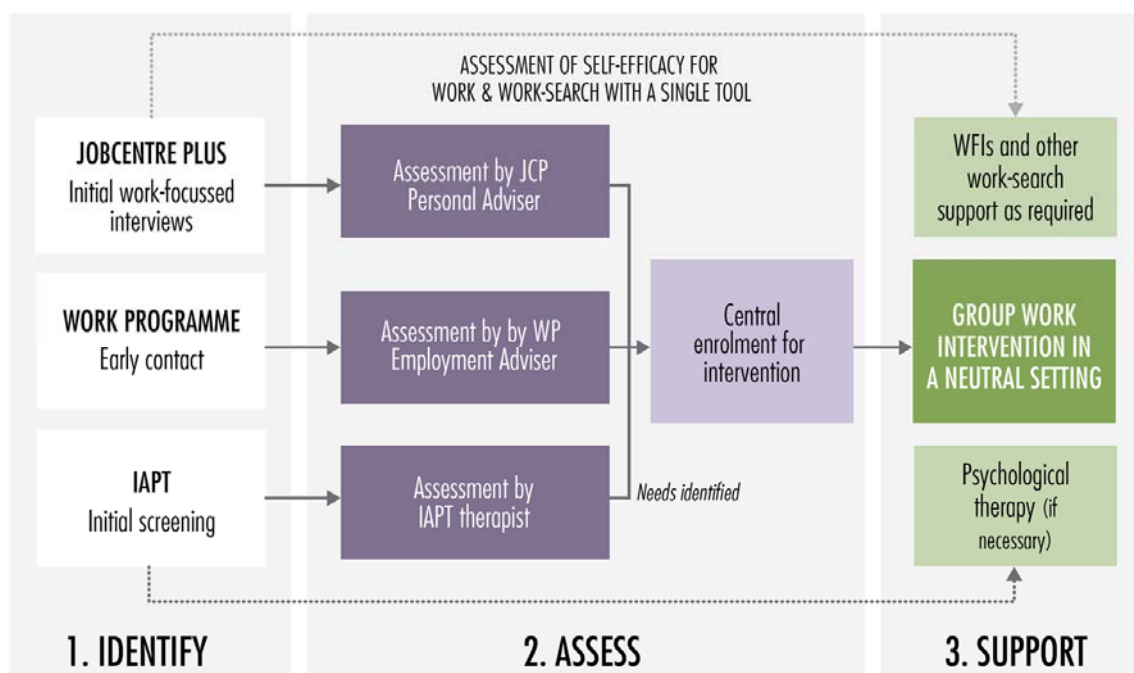 ASSESSMENT OF SELF-EFFICACY FOR
WORK & WORK-SEARCH WITH A SINGLE TOOL
JOBCENTRE PLUS
Initial work-focussed
interviews
Assessment by JCP
Personal Adviser
WFIs and other
work-search
support as required
WORK PROGRAMME
Early contact
Assessment by by WP
Employment Adviser
Central
enrolment for
intervention
GROUP WORK
INTERVENTION IN
A NEUTRAL SETTING
IAPT
Initial screening
Assessment by
IAPT therapist
Needs identified
Psychological
therapy (if
necessary)
1. IDENTIFY
2. ASSESS
3. SUPPORT